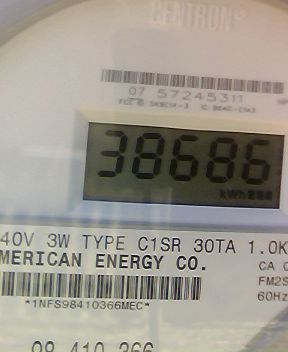 CENTRON®
07 57245311
38686
kWh
40V 3W TYPE C1SR 30TA 1.0K
MERICAN ENERGY CO.
CA 0
FM2S
60Hz
*1NFS98410366MEC*
98 410 366